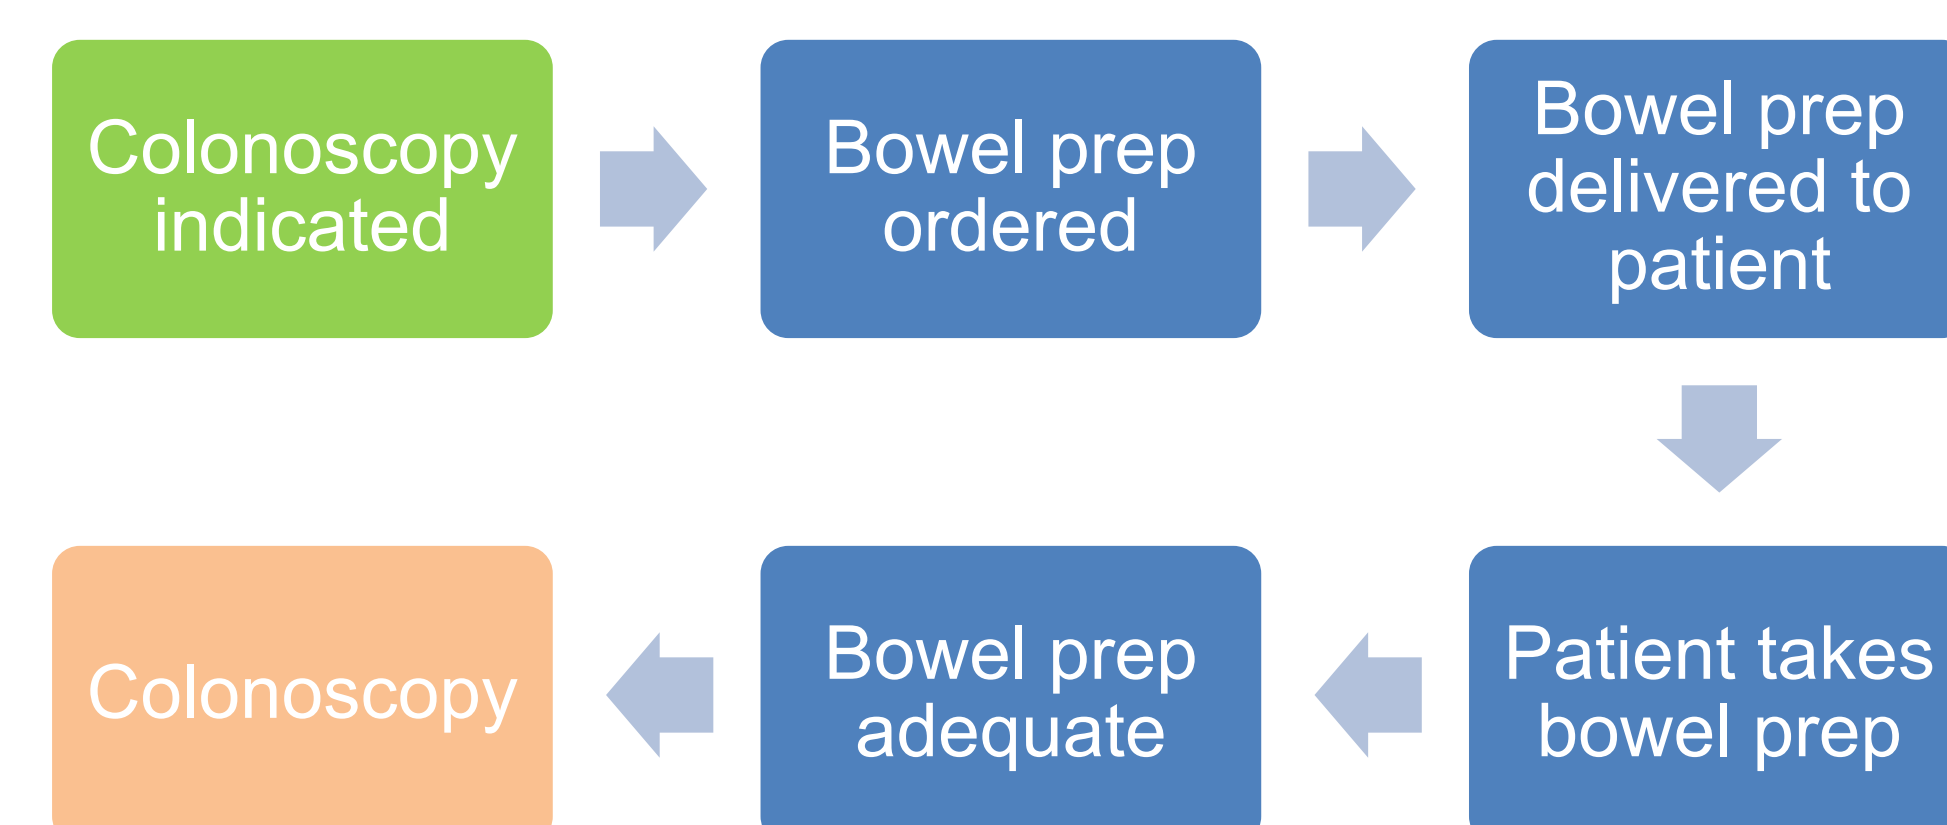 Colonoscopy
indicated
Bowel prep
ordered
Bowel prep
delivered to
patient
Patient takes
bowel prep
Bowel prep
adequate
Colonoscopy